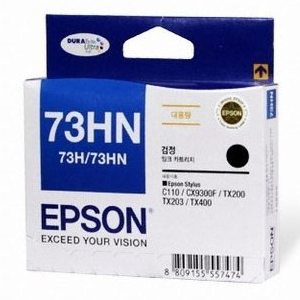 DURABrite
Ultra
EPSON
73HN
대용량
73H/73HN
검정
잉크 카트리지
Epson Stylus
C110 / CX9300F / TX200
TX203 / TX400
EPSON
EXCEED YOUR VISION
8 809155 557474